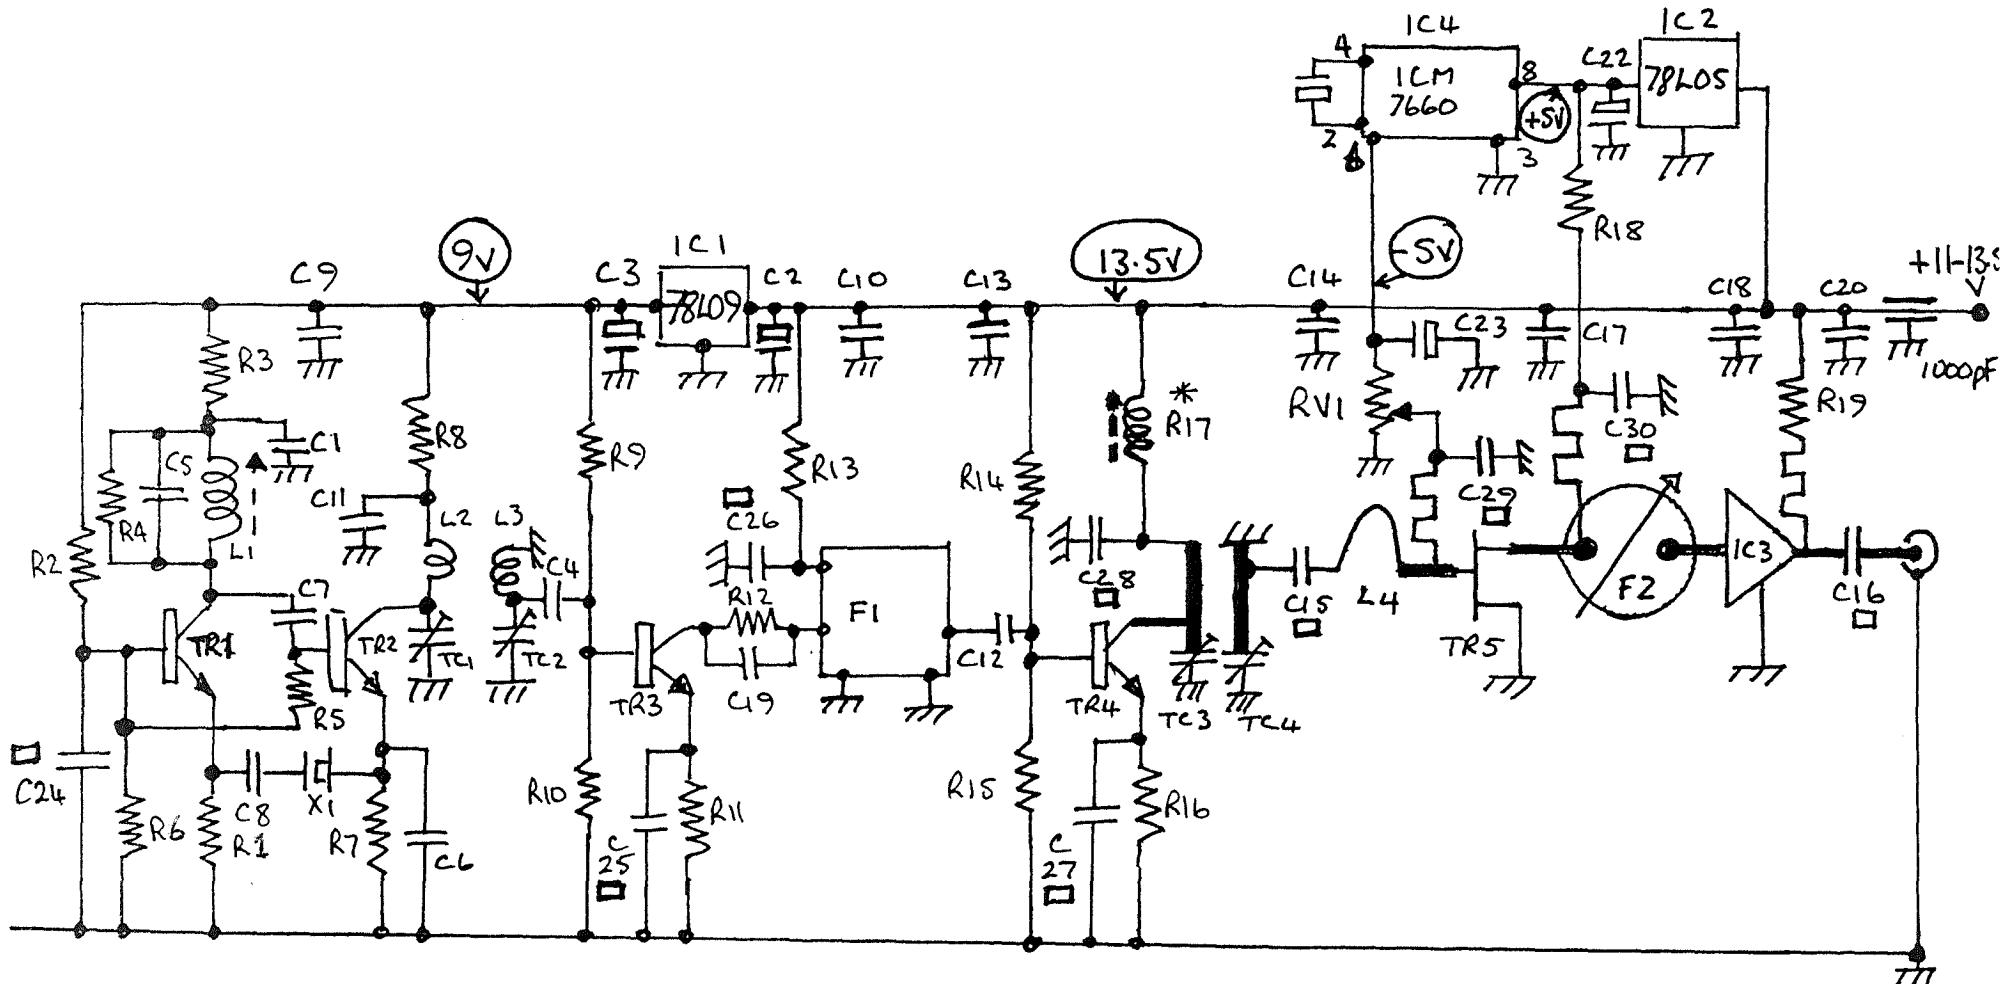 IC4
IC2
4
ICM
7660
8
C22
78L05
+5V
2
3
R18
9V
IC1
13.5V
-5V
C9
C3
78L09
C2
C10
C13
C14
C23
C17
C18
C20
1000pF
R3
C1
C5
R4
L1
R2
C11
R8
L2
L3
C4
R9
C26
R13
R12
F1
C19
R14
*
R17
C28
RV1
C29
C30
R19
C15
L4
TR5
F2
IC3
C16
C7
TR1
TR2
R5
TC1
TC2
TR3
C12
TR4
TC3
TC4
C24
R6
C8
R1
X1
R7
C6
R10
C
25
R11
R15
C
27
R16